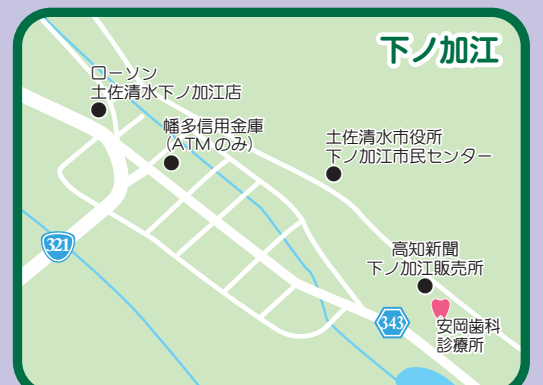 下ノ加江
ローソン
土佐清水下ノ加江店
幡多信用金庫
(ATMのみ)
土佐清水市役所
下ノ加江市民センター
321
高知新聞
下ノ加江販売所
343
安岡歯科
診療所